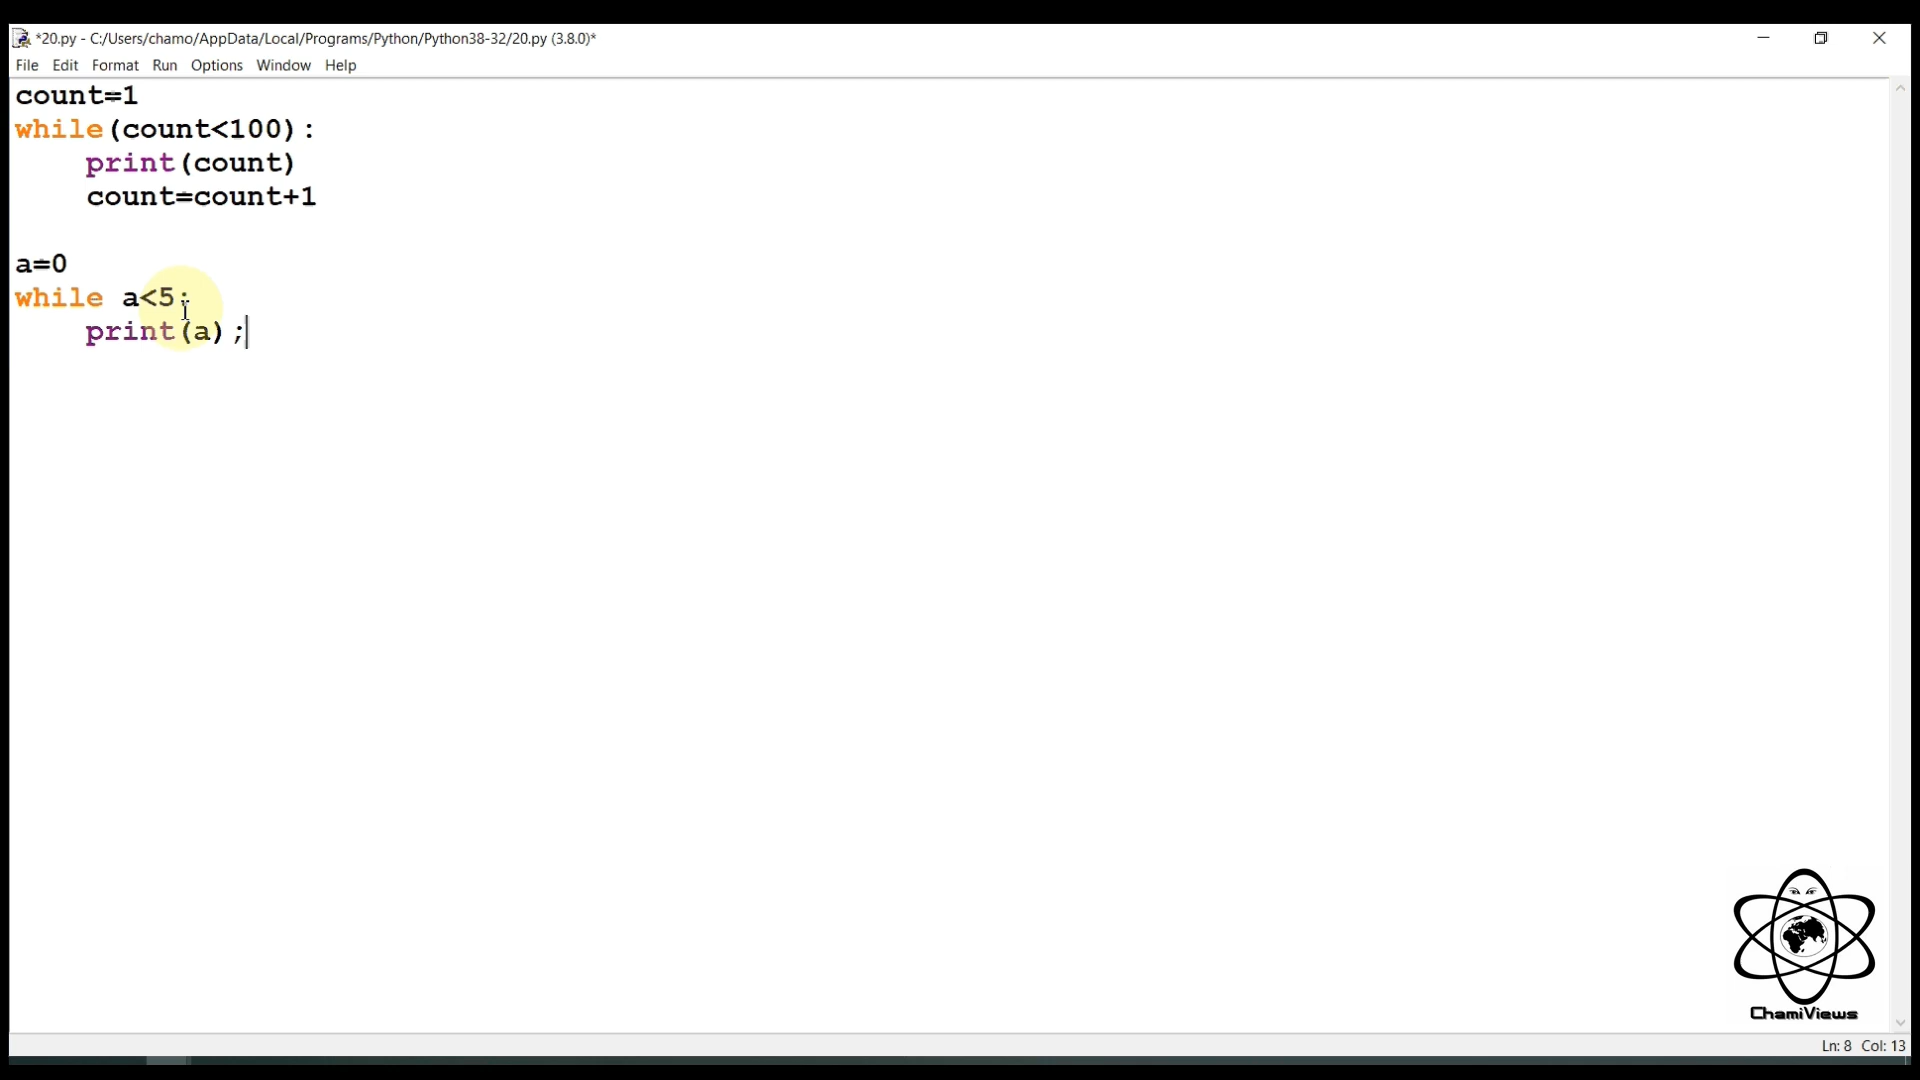 *20.py - C:/Users/chamo/AppData/Local/Programs/Python/Python38-32/20.py (3.8.0)*
File Edit Format Run Options Window Help
count=1
while(count<100):
    print(count)
    count=count+1
a=0
while a<5:
    print(a);
ChamiViews
Ln: 8 Col: 13